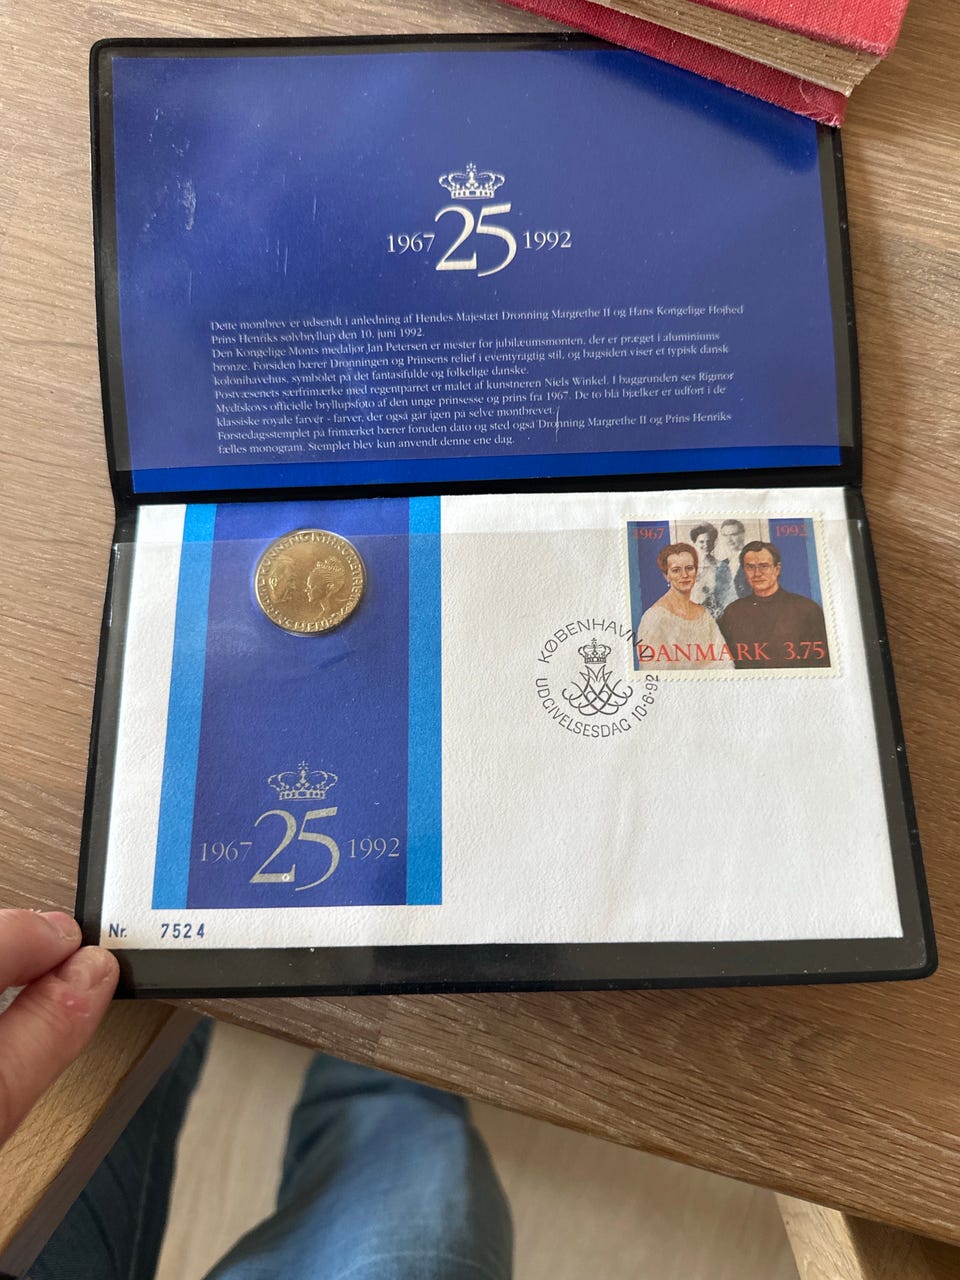 1967 25 1992
Dette møntbrev er udsendt i anledning af Hendes Majestæt Dronning Margrethe II og Hans Kongelige Højhed
Prins Henriks sølvbryllup den 10. juni 1992.
Den Kongelige Mønts medaljør Jan Petersen er mester for jubilæumsmønten, der er præget i aluminiums
bronze. Forsiden bærer Dronningen og Prinsens relief i eventyragtig stil, og bagsiden viser et typisk dansk
kolonihavehus, symbolet på det fantasifulde og folkelige danske.
Postvæsenets særfrimærke med regentparret er malet af kunstneren Niels Winkel. I baggrunden ses Rigmor
Mydtskovs officielle bryllupsfoto af den unge prinsesse og prins fra 1967. De to blå bjælker er udført i de
klassiske royale farver - farver, der også går igen på selve møntbrevet.
Førstedagsstemplet på frimærket bærer foruden dato og sted også Dronning Margrethe II og Prins Henriks
fælles monogram. Stemplet blev kun anvendt denne ene dag.
1967 1992
DANMARK 3.75
KØBENHAVN
UDGIVELSESDAG 10·6·92
1967 25 1992
Nr. 7524